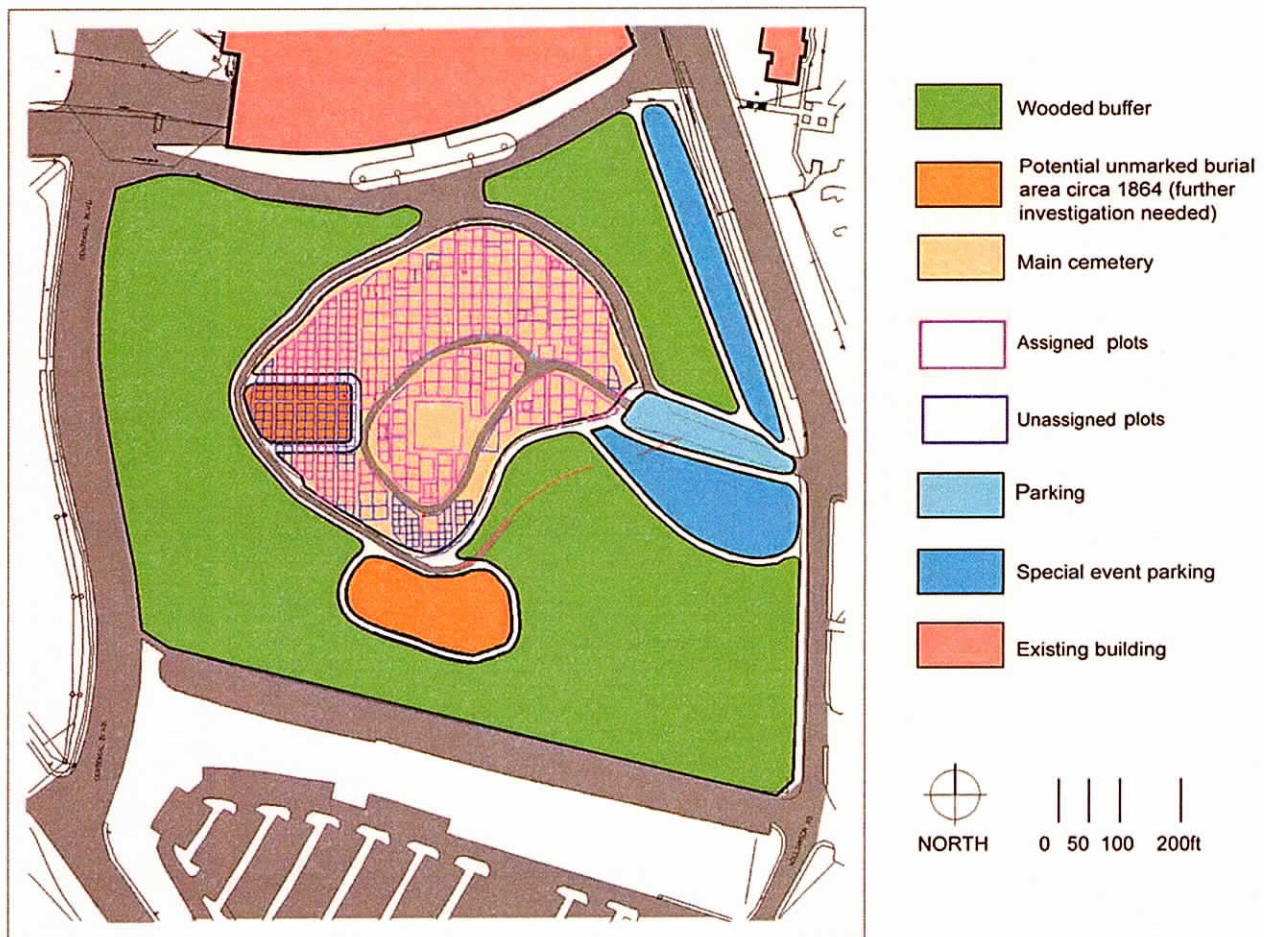 Wooded buffer
Potential unmarked burial
area circa 1864 (further
investigation needed)
Main cemetery
Assigned plots
Unassigned plots
Parking
Special event parking
Existing building
NORTH
0 50 100 200ft